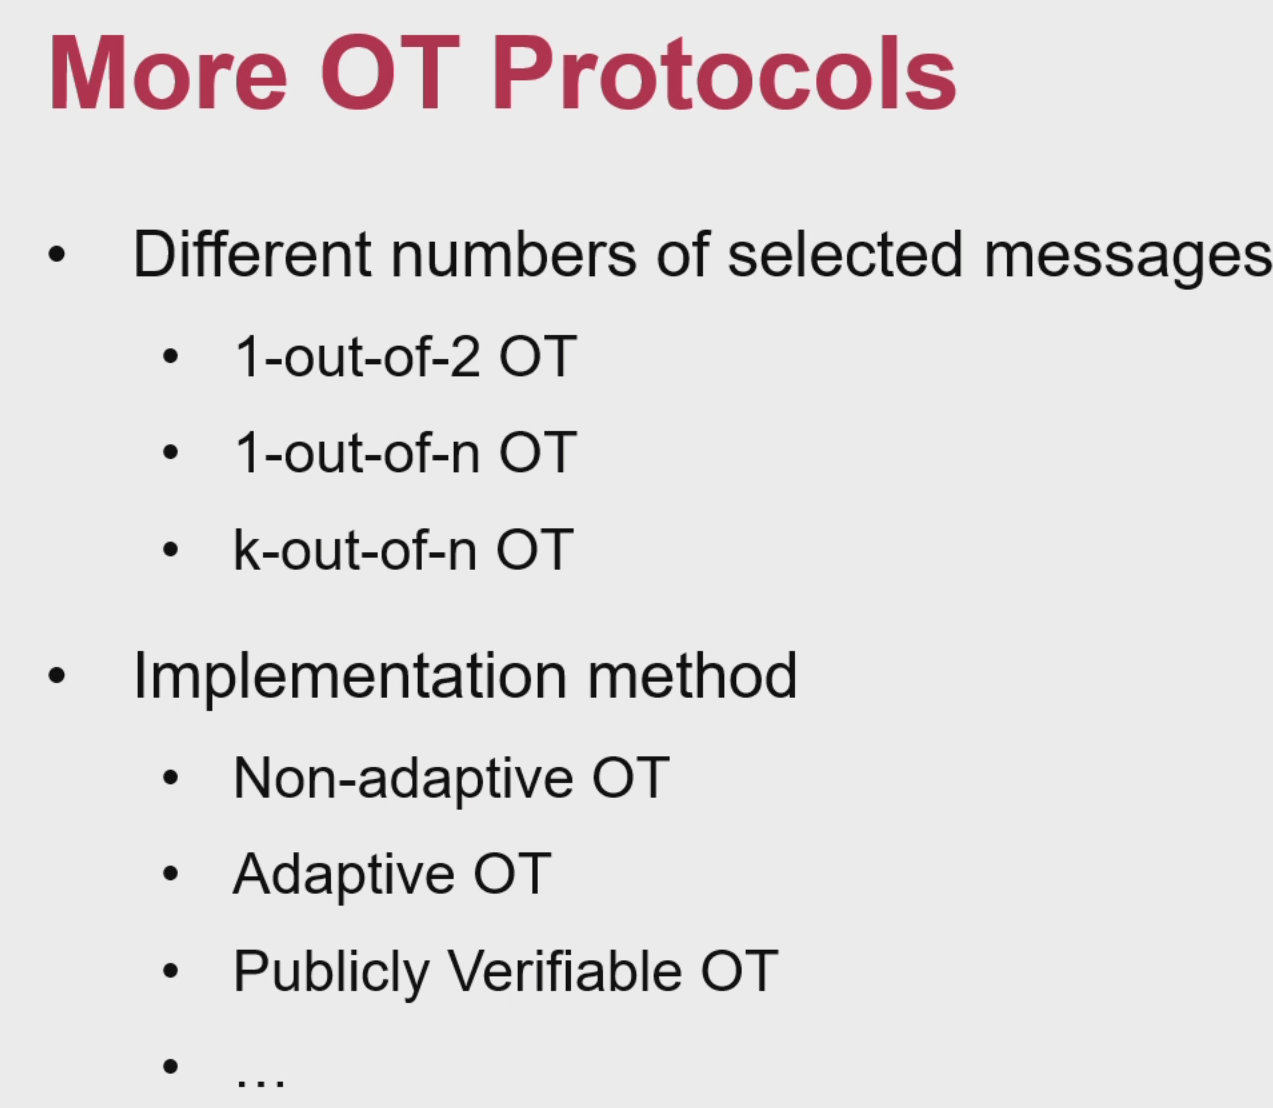 More OT Protocols
• Different numbers of selected messages
• 1-out-of-2 OT
• 1-out-of-n OT
• k-out-of-n OT
• Implementation method
• Non-adaptive OT
• Adaptive OT
• Publicly Verifiable OT
• …